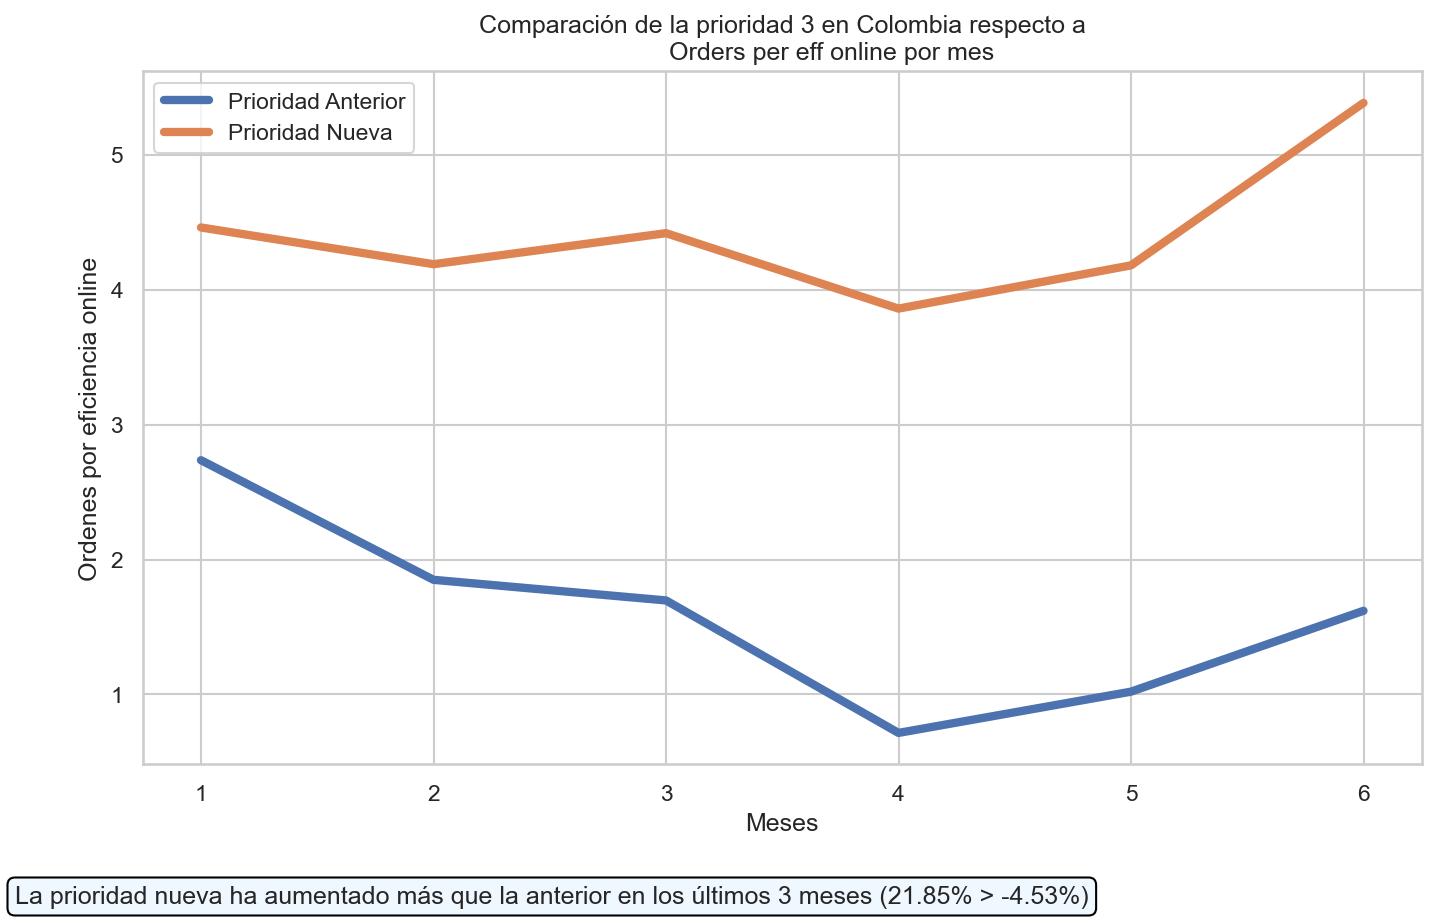 Comparación de la prioridad 3 en Colombia respecto a
Orders per eff online por mes
Prioridad Anterior
Prioridad Nueva
Ordenes por eficiencia online
5
4
3
2
1
1 2 3 4 5 6
Meses
La prioridad nueva ha aumentado más que la anterior en los últimos 3 meses (21.85% > -4.53%)